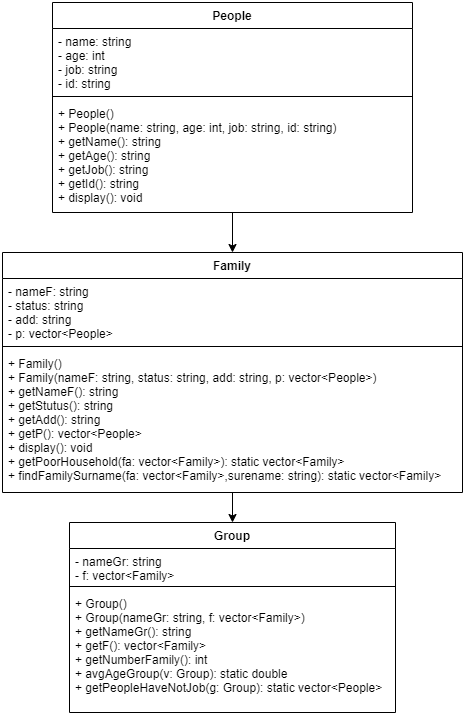 People
- name: string
- age: int
- job: string
- id: string
+ People()
+ People(name: string, age: int, job: string, id: string)
+ getName(): string
+ getAge(): string
+ getJob(): string
+ getId(): string
+ display(): void
Family
- nameF: string
- status: string
- add: string
- p: vector<People>
+ Family()
+ Family(nameF: string, status: string, add: string, p: vector<People>)
+ getNameF(): string
+ getStutus(): string
+ getAdd(): string
+ getP(): vector<People>
+ display(): void
+ getPoorHousehold(fa: vector<Family>): static vector<Family>
+ findFamilySurname(fa: vector<Family>,surename: string): static vector<Family>
Group
- nameGr: string
- f: vector<Family>
+ Group()
+ Group(nameGr: string, f: vector<Family>)
+ getNameGr(): string
+ getF(): vector<Family>
+ getNumberFamily(): int
+ avgAgeGroup(v: Group): static double
+ getPeopleHaveNotJob(g: Group): static vector<People>